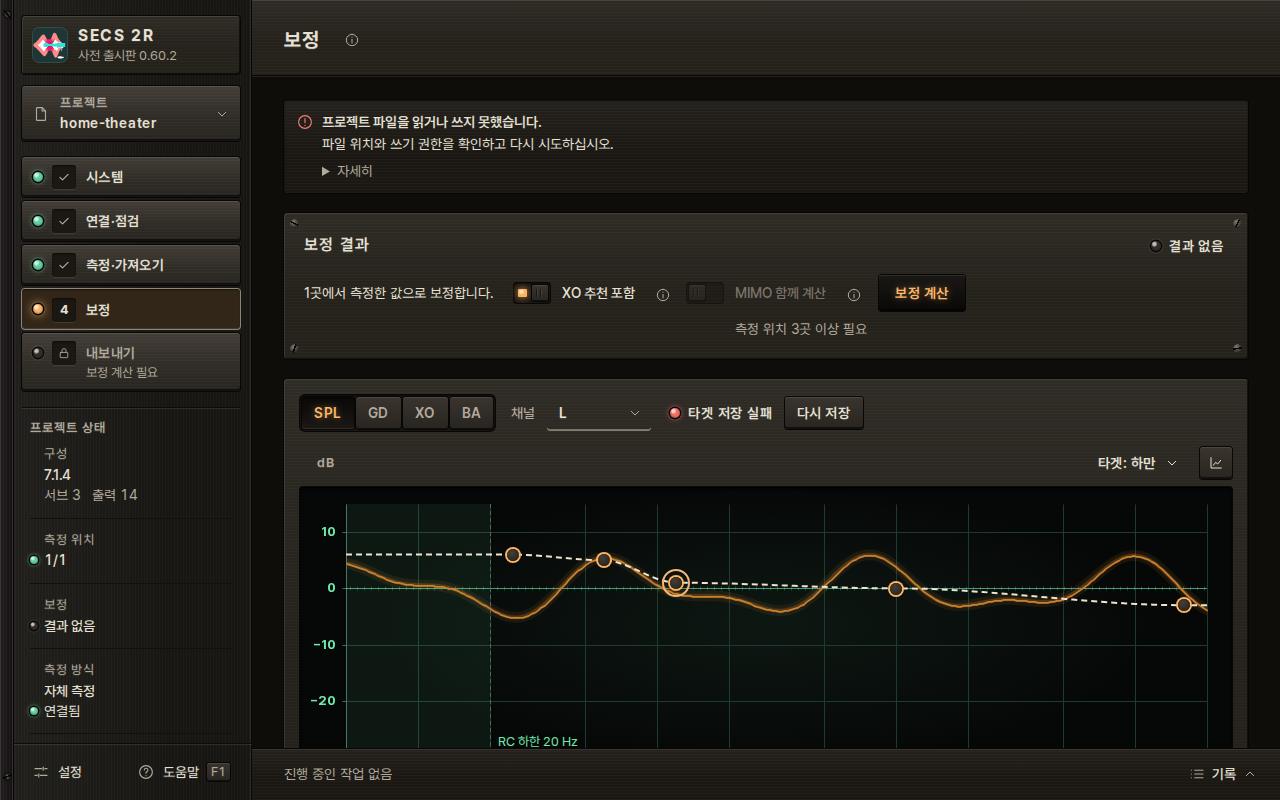 SECS 2R
사전 출시판 0.60.2
프로젝트
home-theater
시스템
연결·점검
측정·가져오기
4 보정
내보내기
보정 계산 필요
프로젝트 상태
구성
7.1.4
서브 3 출력 14
측정 위치
1/1
보정
결과 없음
측정 방식
자체 측정
연결됨
설정
도움말 F1
보정
프로젝트 파일을 읽거나 쓰지 못했습니다.
파일 위치와 쓰기 권한을 확인하고 다시 시도하십시오.
자세히
보정 결과
결과 없음
1곳에서 측정한 값으로 보정합니다.
XO 추천 포함
MIMO 함께 계산
보정 계산
측정 위치 3곳 이상 필요
SPL GD XO BA
채널 L
타겟 저장 실패
다시 저장
dB
타겟: 하만
10
0
−10
−20
RC 하한 20 Hz
진행 중인 작업 없음
기록